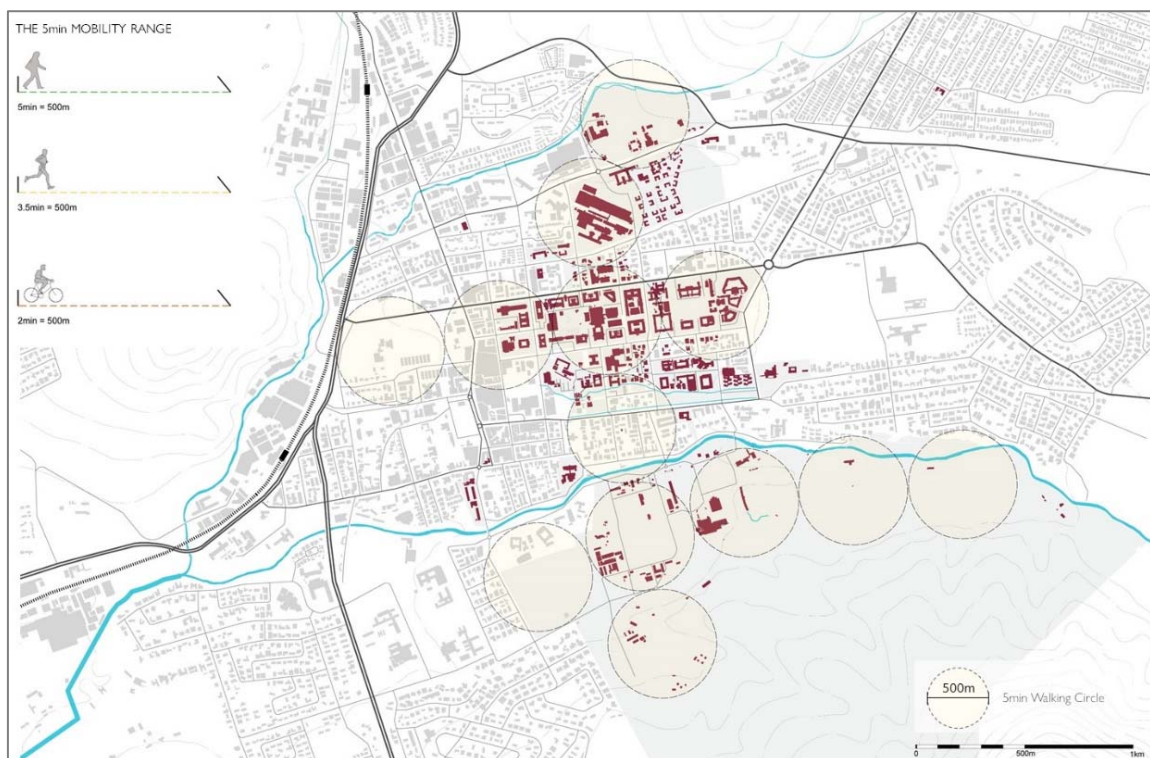 THE 5min MOBILITY RANGE
5min = 500m
3.5min = 500m
2min = 500m
500m
5min Walking Circle
0
500m
1km